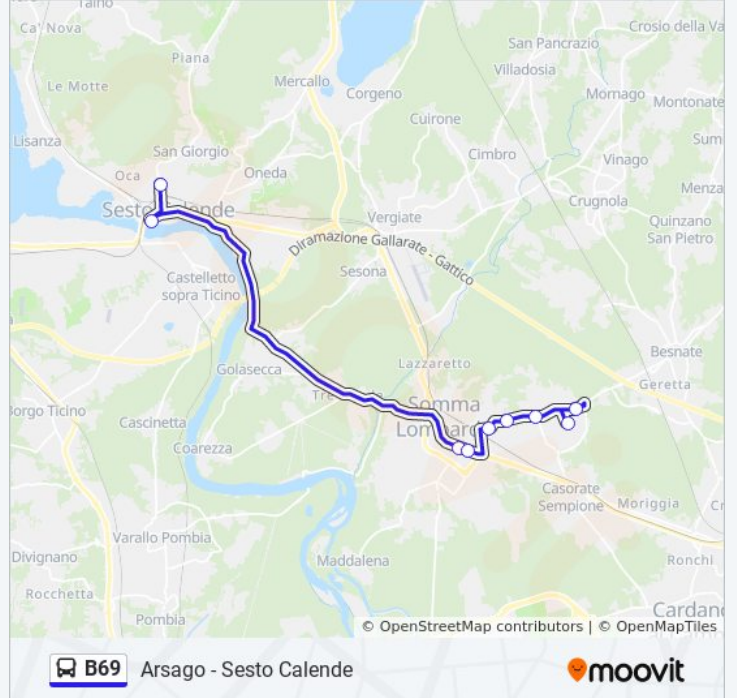 Taino
Crosio della Va
Ca' Nova
San Pancrazio
Piana
Villadosia
Mercallo
Le Motte
Corgeno
Mornago
Montonate
Cuirone
Lisanza
Sum
San Giorgio
Cimbro
Vinago
Oca
Oneda
Menza
Crugnola
Sesto Calende
Vergiate
Quinzano
San Pietro
Diramazione Gallarate - Gattico
Sesona
Castelletto
sopra Ticino
Besnate
Golasecca
Lazzaretto
Geretta
Somma
Lombardo
Borgo Ticino
Cascinetta
Coarezza
Casorate
Sempione
Moriggia
Cr
Varallo Pombia
Divignano
Maddalena
Ronchi
Rocchetta
Pombia
Cardano
© OpenStreetMap contributors | © OpenMapTiles
B69 Arsago - Sesto Calende
moovit